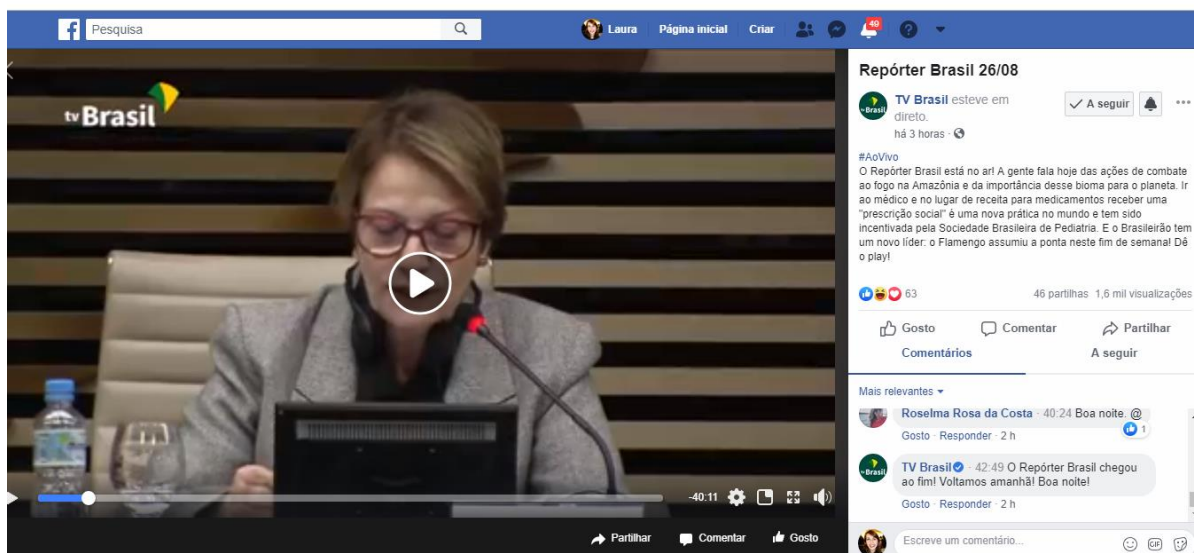 Pesquisa
Laura Página inicial Criar
49
tv Brasil
-40:11
Partilhar Comentar Gosto
Repórter Brasil 26/08
TV Brasil esteve em
direto.
há 3 horas ·
A seguir
#AoVivo
O Repórter Brasil está no ar! A gente fala hoje das ações de combate
ao fogo na Amazônia e da importância desse bioma para o planeta. Ir
ao médico e no lugar de receita para medicamentos receber uma
"prescrição social" é uma nova prática no mundo e tem sido
incentivada pela Sociedade Brasileira de Pediatria. E o Brasileirão tem
um novo líder: o Flamengo assumiu a ponta neste fim de semana! Dê
o play!
63 46 partilhas 1,6 mil visualizações
Gosto Comentar Partilhar
Comentários A seguir
Mais relevantes
Roselma Rosa da Costa · 40:24 Boa noite. @
1
Gosto · Responder · 2 h
TV Brasil · 42:49 O Repórter Brasil chegou
ao fim! Voltamos amanhã! Boa noite!
Gosto · Responder · 2 h
Escreve um comentário...
GIF